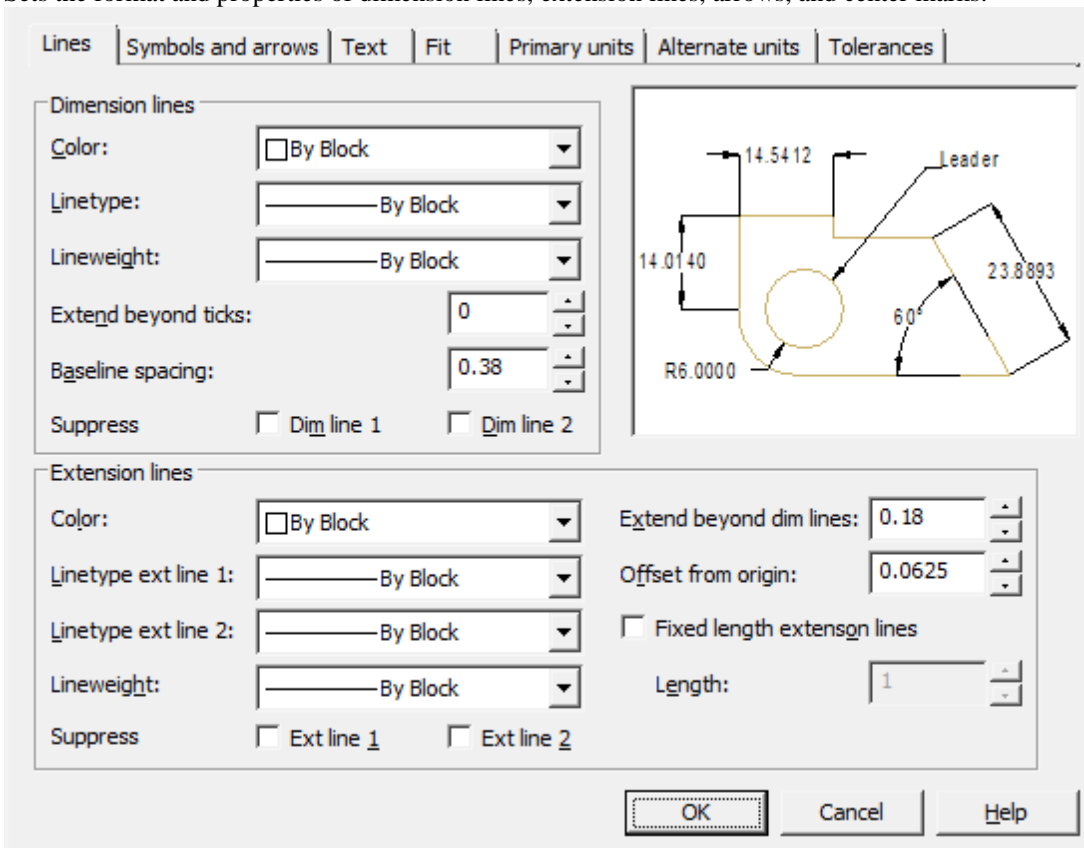 Sets the format and properties of dimension lines, extension lines, arrows, and center marks.
Lines Symbols and arrows Text Fit Primary units Alternate units Tolerances
Dimension lines
Color: By Block
Linetype: By Block
Lineweight: By Block
Extend beyond ticks: 0
Baseline spacing: 0.38
Suppress Dim line 1 Dim line 2
14.5412
Leader
14.0140
23.8893
60°
R6.0000
Extension lines
Color: By Block
Linetype ext line 1: By Block
Linetype ext line 2: By Block
Lineweight: By Block
Suppress Ext line 1 Ext line 2
Extend beyond dim lines: 0.18
Offset from origin: 0.0625
Fixed length extenson lines
Length: 1
OK Cancel Help